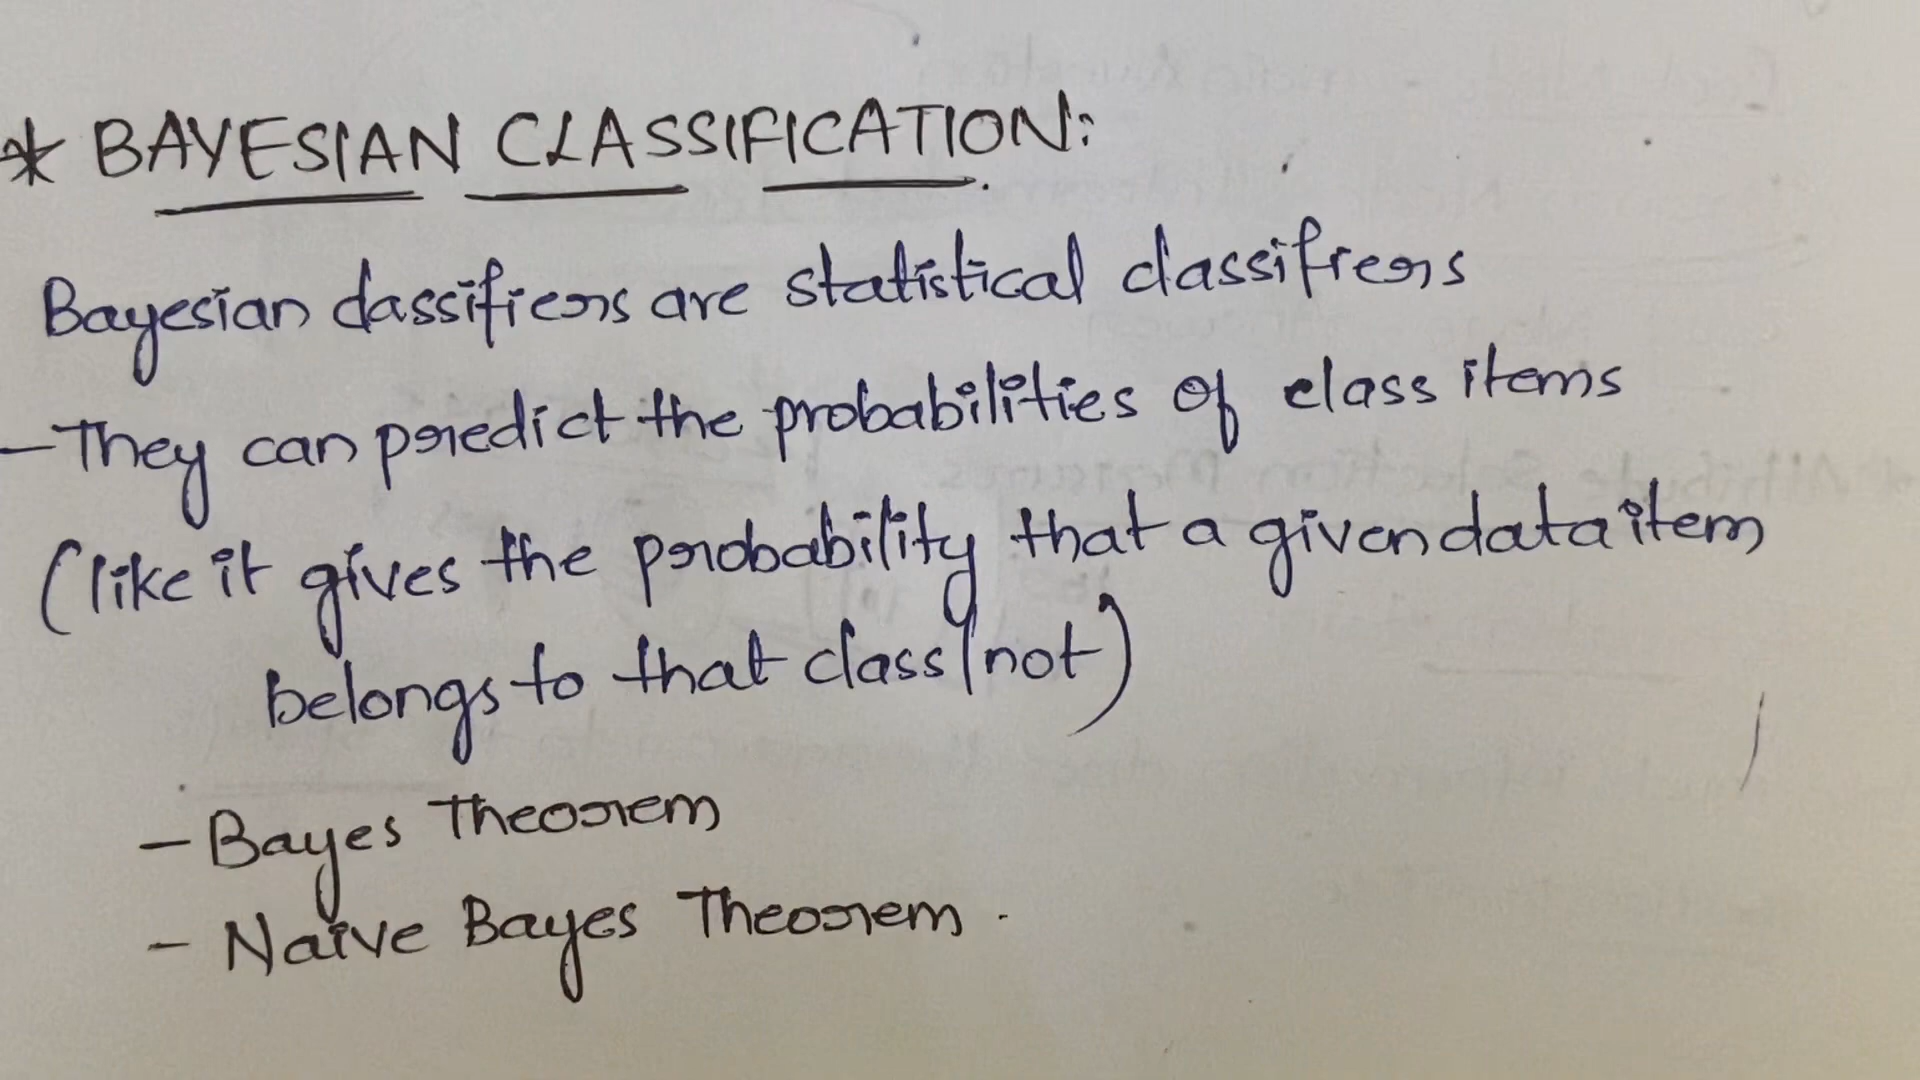 * BAYESIAN CLASSIFICATION:
Bayesian classifiers are statistical classifiers
- They can predict the probabilities of class items
(like it gives the probability that a given data item
belongs to that class/not)
- Bayes Theorem
- Naive Bayes Theorem.